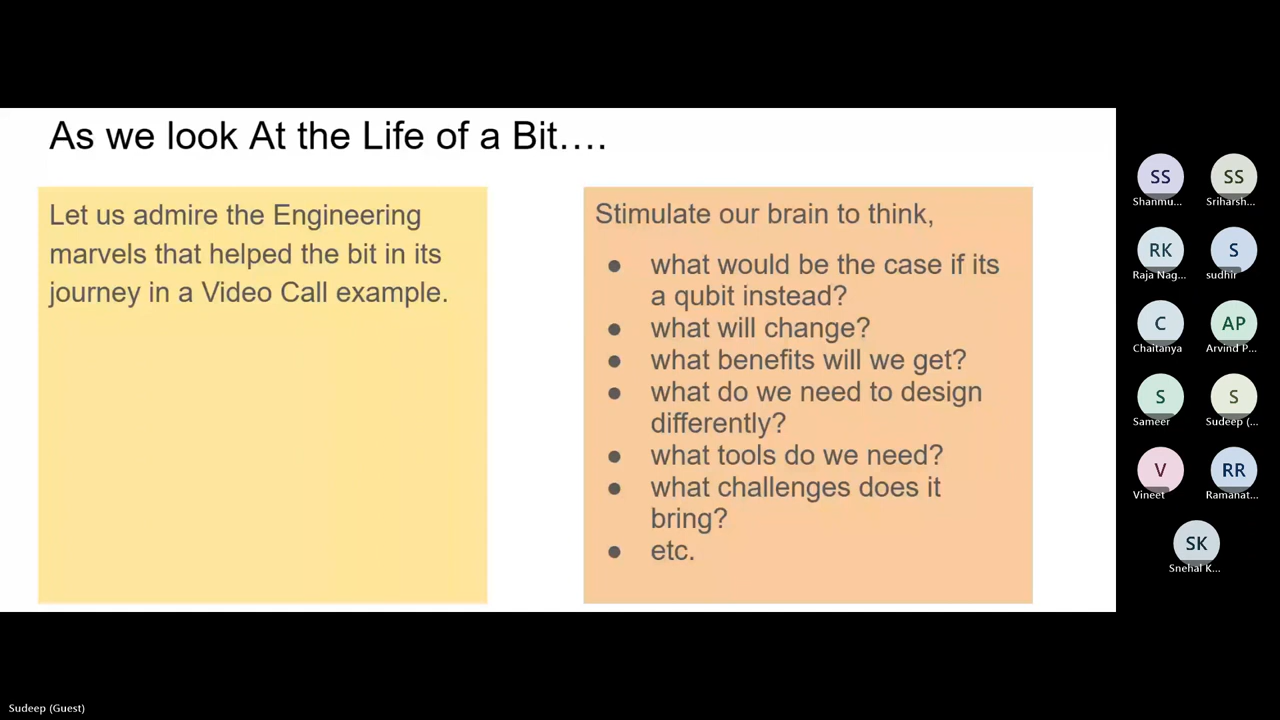 As we look At the Life of a Bit....
Let us admire the Engineering
marvels that helped the bit in its
journey in a Video Call example.
Stimulate our brain to think,
● what would be the case if its
a qubit instead?
● what will change?
● what benefits will we get?
● what do we need to design
differently?
● what tools do we need?
● what challenges does it
bring?
● etc.
SS
Shanmu...
SS
Sriharsh...
RK
Raja Nag...
S
sudhir
C
Chaitanya
AP
Arvind P...
S
Sameer
S
Sudeep (...
V
Vineet
RR
Ramanat...
SK
Snehal K...
Sudeep (Guest)